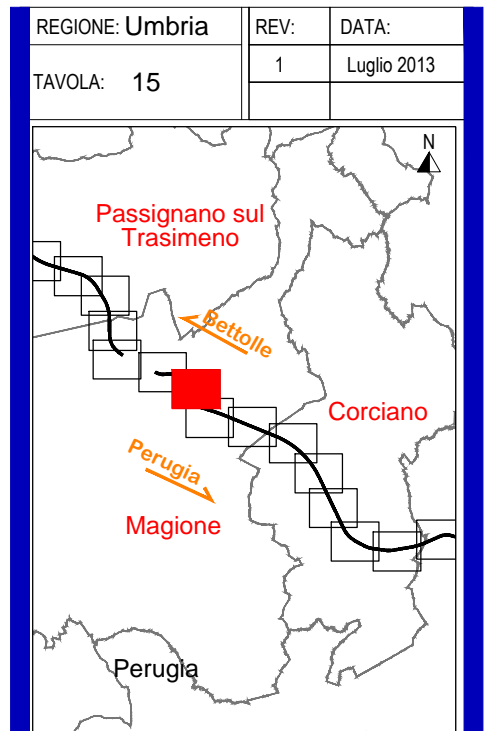 REGIONE: Umbria
REV:
DATA:
TAVOLA: 15
1
Luglio 2013
N
Passignano sul
Trasimeno
Bettolle
Corciano
Perugia
Magione
Perugia